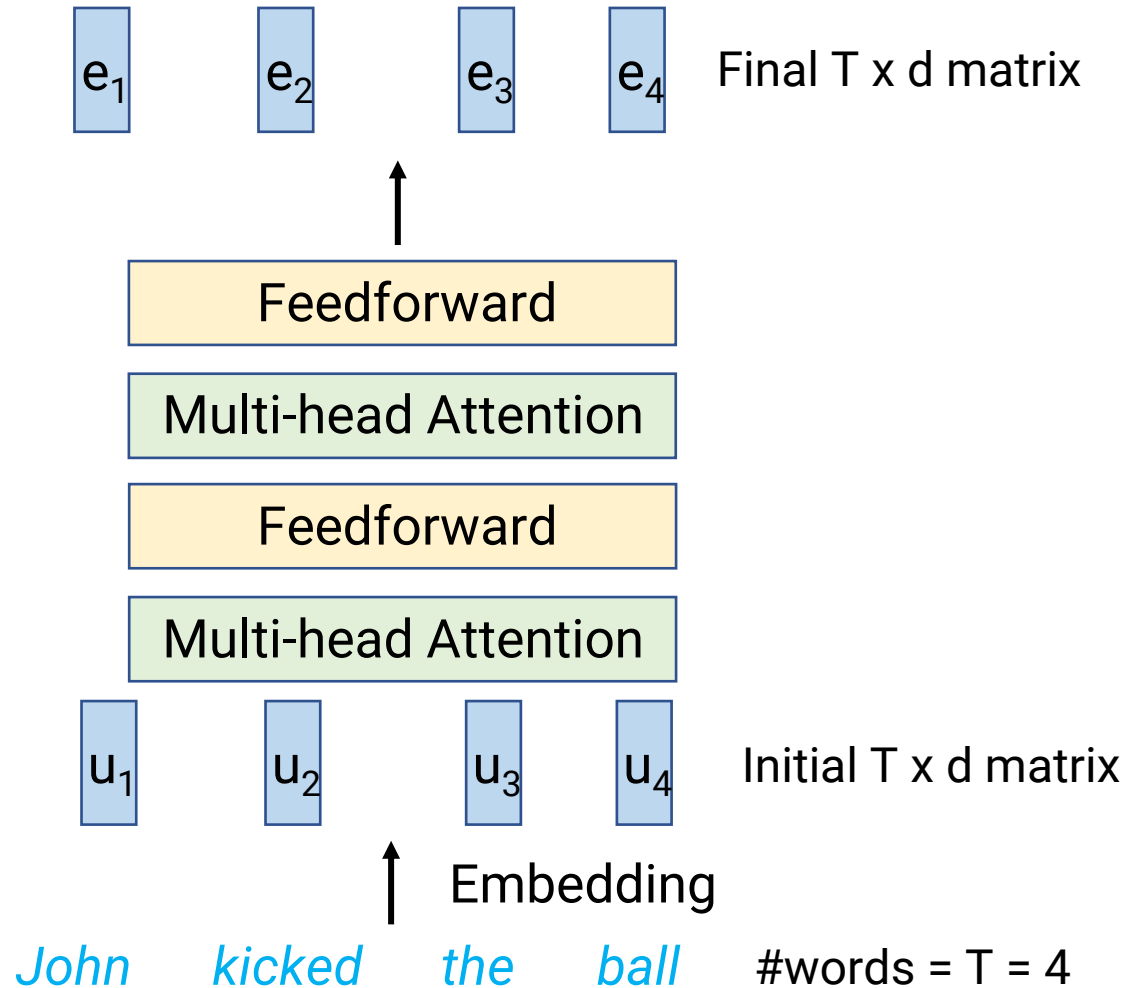 e₁ e₂ e₃ e₄ Final T x d matrix
Feedforward
Multi-head Attention
Feedforward
Multi-head Attention
u₁ u₂ u₃ u₄ Initial T x d matrix
Embedding
John kicked the ball #words = T = 4